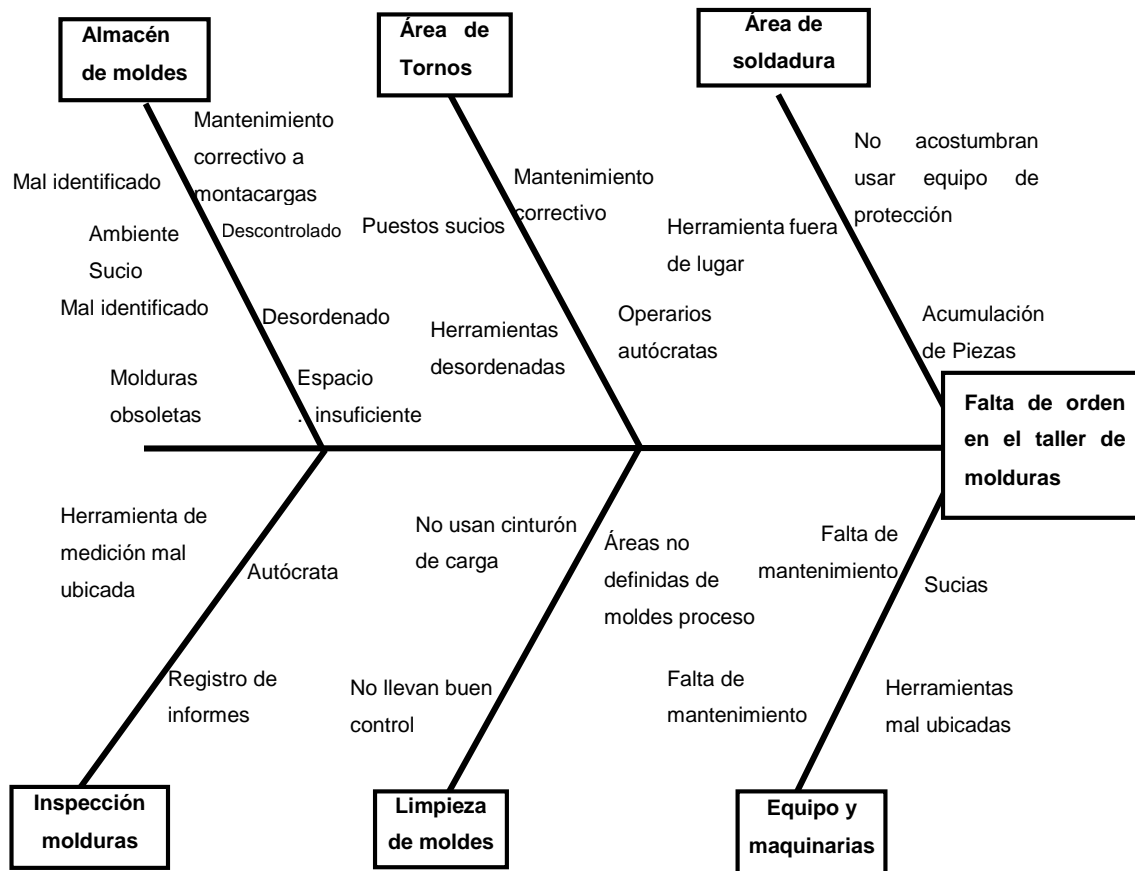 Almacén
de moldes
Área de
Tornos
Área de
soldadura
Mantenimiento
correctivo a
montacargas
Mal identificado
Descontrolado
Ambiente
Sucio
Mal identificado
Desordenado
Molduras
obsoletas
Espacio
. insuficiente
Puestos sucios
Mantenimiento
correctivo
Herramientas
desordenadas
Operarios
autócratas
Herramienta fuera
de lugar
No acostumbran
usar equipo de
protección
Acumulación
de Piezas
Falta de orden
en el taller de
molduras
Herramienta de
medición mal
ubicada
Autócrata
Registro de
informes
No usan cinturón
de carga
Áreas no
definidas de
moldes proceso
No llevan buen
control
Falta de
mantenimiento
Sucias
Falta de
mantenimiento
Herramientas
mal ubicadas
Inspección
molduras
Limpieza
de moldes
Equipo y
maquinarias